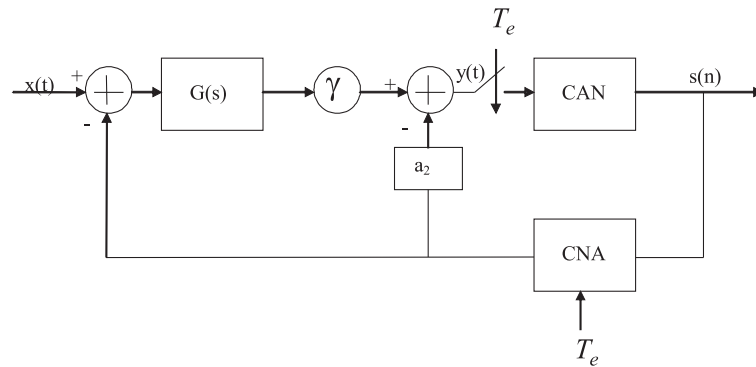 T_e
x(t)
+
-
G(s)
γ
+
-
y(t)
CAN
s(n)
a₂
CNA
T_e